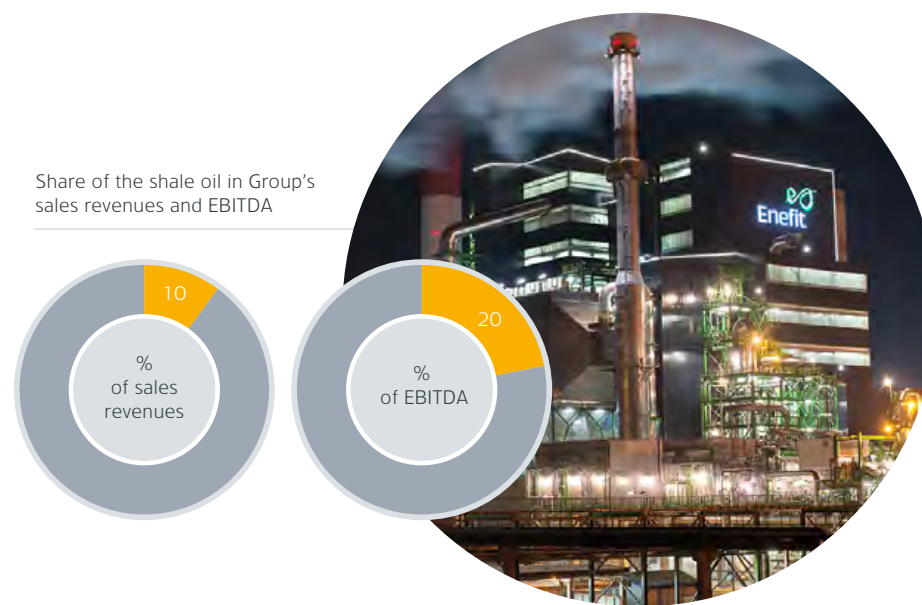 Share of the shale oil in Group's
sales revenues and EBITDA
10
%
of sales
revenues
20
%
of EBITDA
Enefit